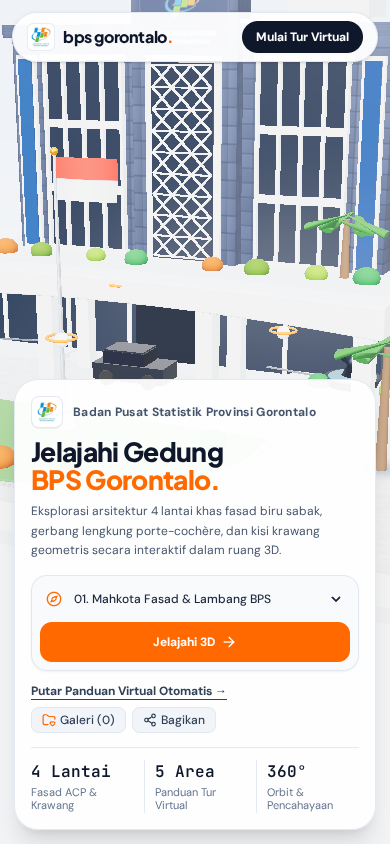 bps gorontalo.
Mulai Tur Virtual
Badan Pusat Statistik Provinsi Gorontalo
Jelajahi Gedung
BPS Gorontalo.
Eksplorasi arsitektur 4 lantai khas fasad biru sabak,
gerbang lengkung porte-cochère, dan kisi krawang
geometris secara interaktif dalam ruang 3D.
01. Mahkota Fasad & Lambang BPS
Jelajahi 3D →
Putar Panduan Virtual Otomatis →
Galeri (0)
Bagikan
4 Lantai
Fasad ACP &
Krawang
5 Area
Panduan Tur
Virtual
360°
Orbit &
Pencahayaan